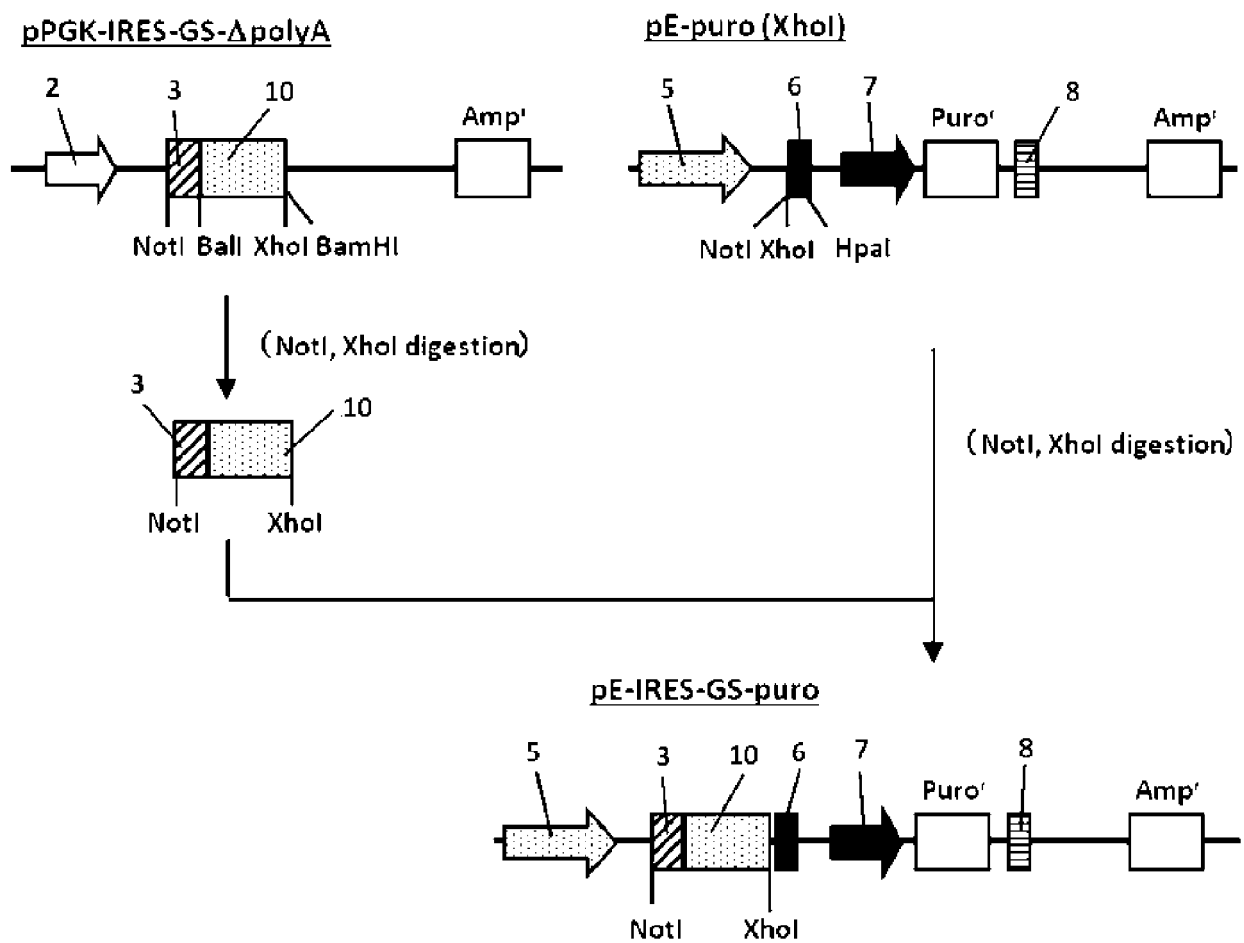 pPGK-IRES-GS-ΔpolyA
pE-puro (XhoI)
2
3
10
Ampʳ
5
6
7
Puroʳ
8
Ampʳ
NotI BalI XhoI BamHI
NotI XhoI HpaI
(NotI, XhoI digestion)
3
10
(NotI, XhoI digestion)
NotI XhoI
pE-IRES-GS-puro
5
3
10
6
7
Puroʳ
8
Ampʳ
NotI XhoI